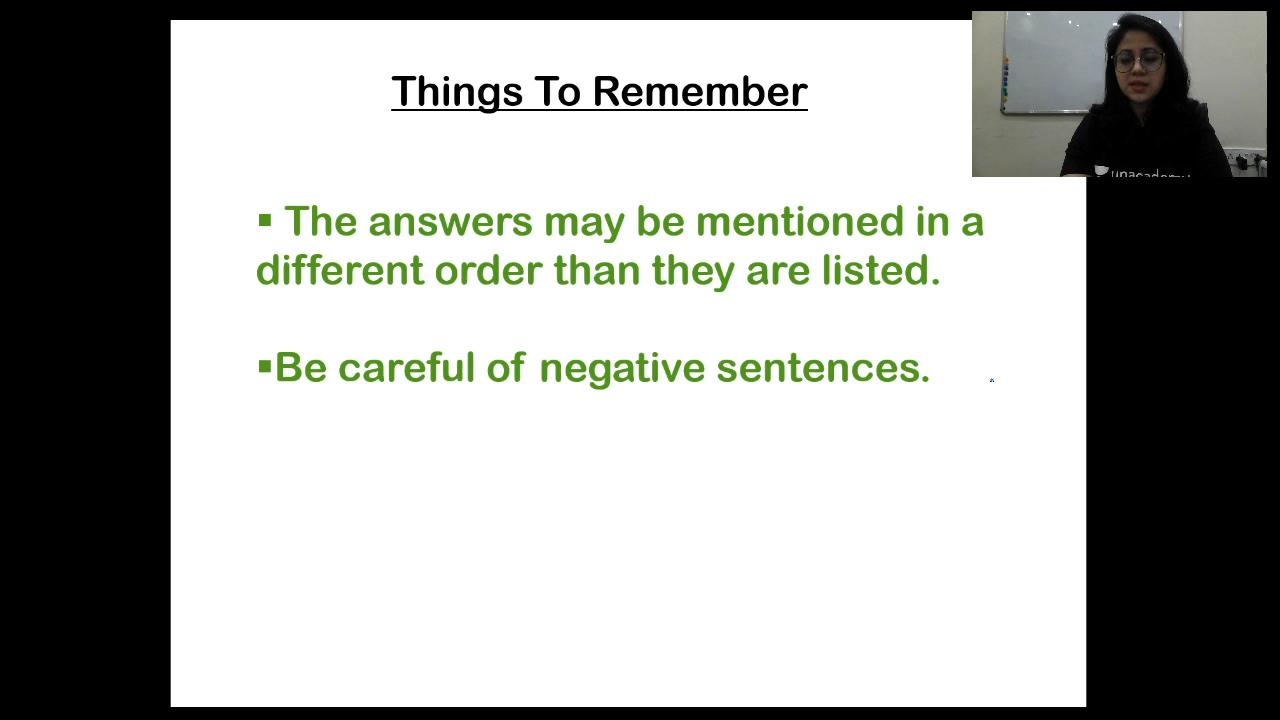 Things To Remember
▪ The answers may be mentioned in a
different order than they are listed.
▪Be careful of negative sentences.
unacademy